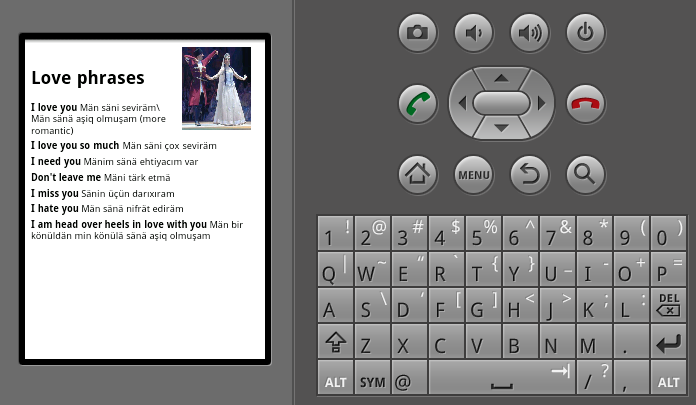 Love phrases
I love you Män säni seviräm\
Män sänä aşiq olmuşam (more
romantic)
I love you so much Män säni çox seviräm
I need you Mänim sänä ehtiyacım var
Don't leave me Mäni tärk etmä
I miss you Sänin üçün darıxıram
I hate you Män sänä nifrät ediräm
I am head over heels in love with you Män bir
könüldän min könülä sänä aşiq olmuşam
MENU
1 ! 2 @ 3 # 4 $ 5 % 6 ^ 7 & 8 * 9 ( 0 )
Q | W ~ E “ R ` T { Y } U _ I - O + P =
A S \ D ‘ F [ G ] H < J > K ; L : DEL
Z X C V B N M .
ALT SYM @ / ? , ALT